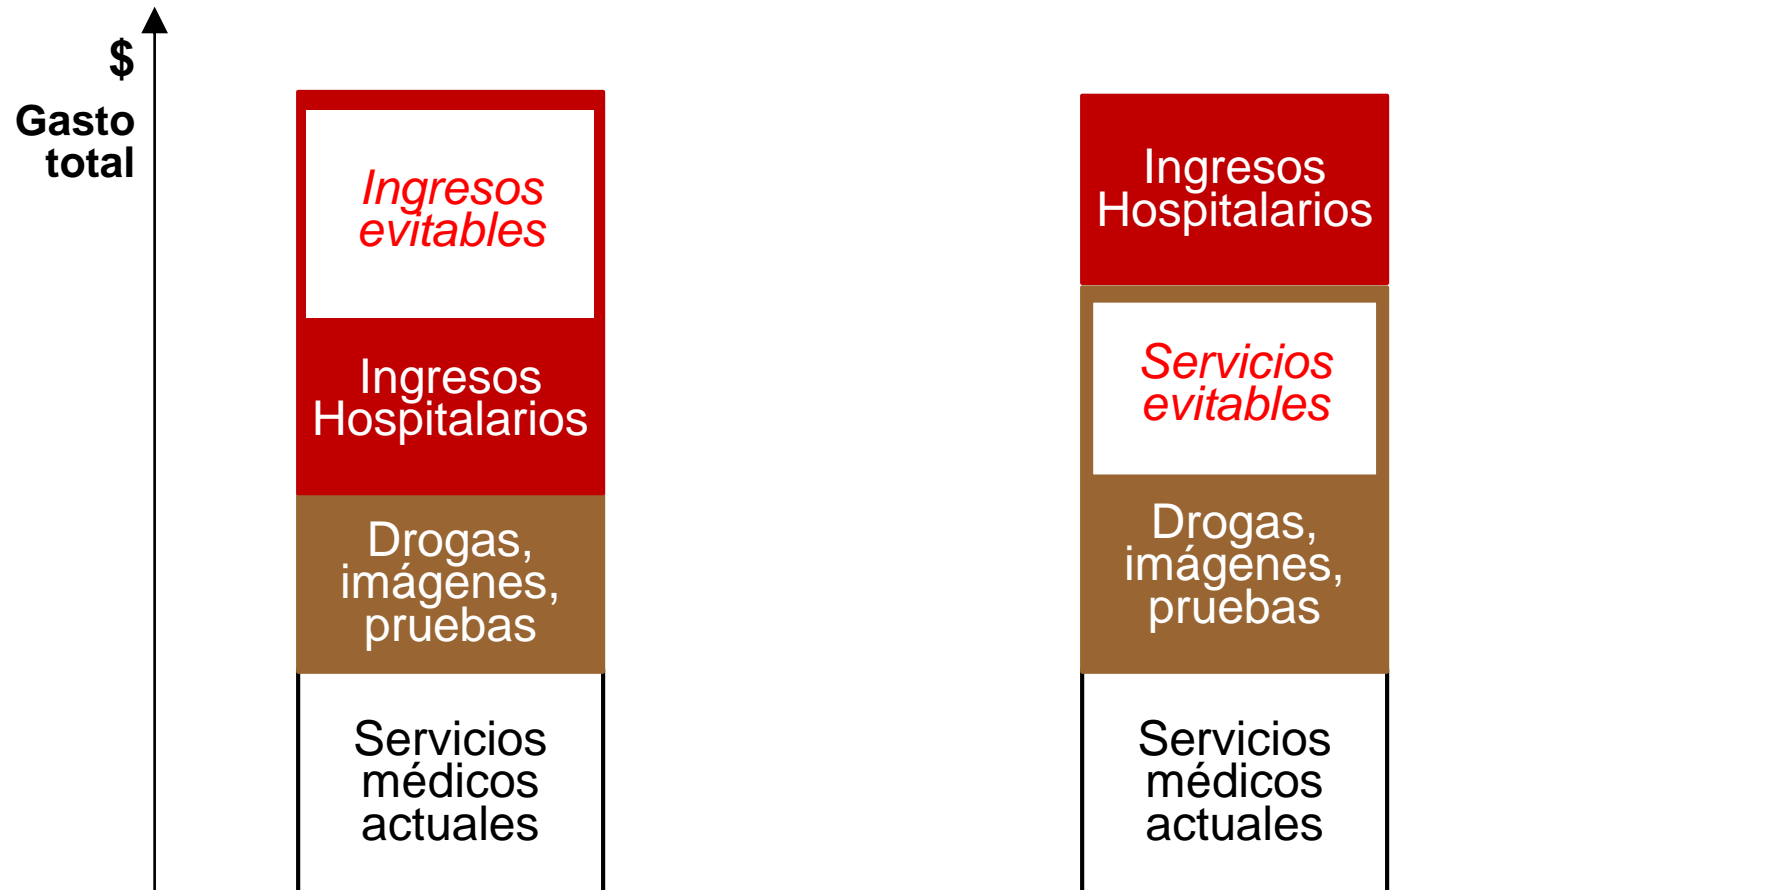 $
Gasto
total
Ingresos
evitables
Ingresos
Hospitalarios
Drogas,
imágenes,
pruebas
Servicios
médicos
actuales
Ingresos
Hospitalarios
Servicios
evitables
Drogas,
imágenes,
pruebas
Servicios
médicos
actuales